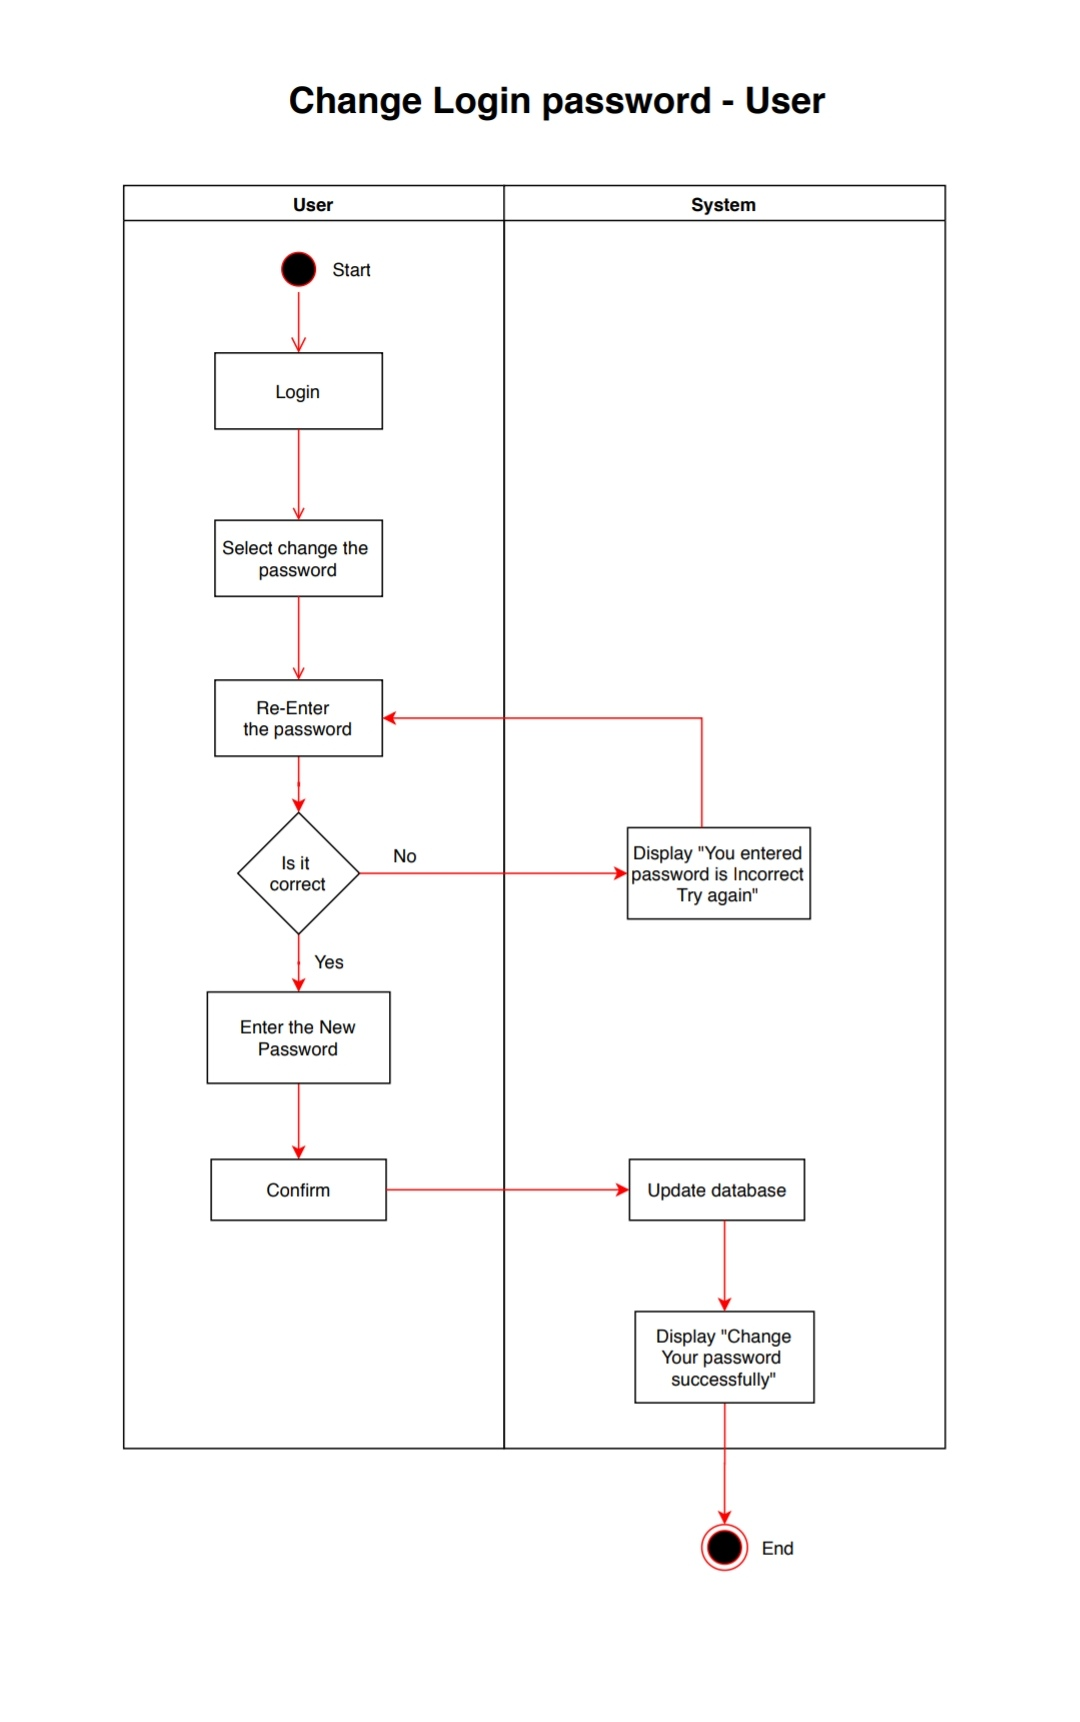 Change Login password - User
User
System
Start
Login
Select change the
password
Re-Enter
the password
Is it
correct
No
Display "You entered
password is Incorrect
Try again"
Yes
Enter the New
Password
Confirm
Update database
Display "Change
Your password
successfully"
End